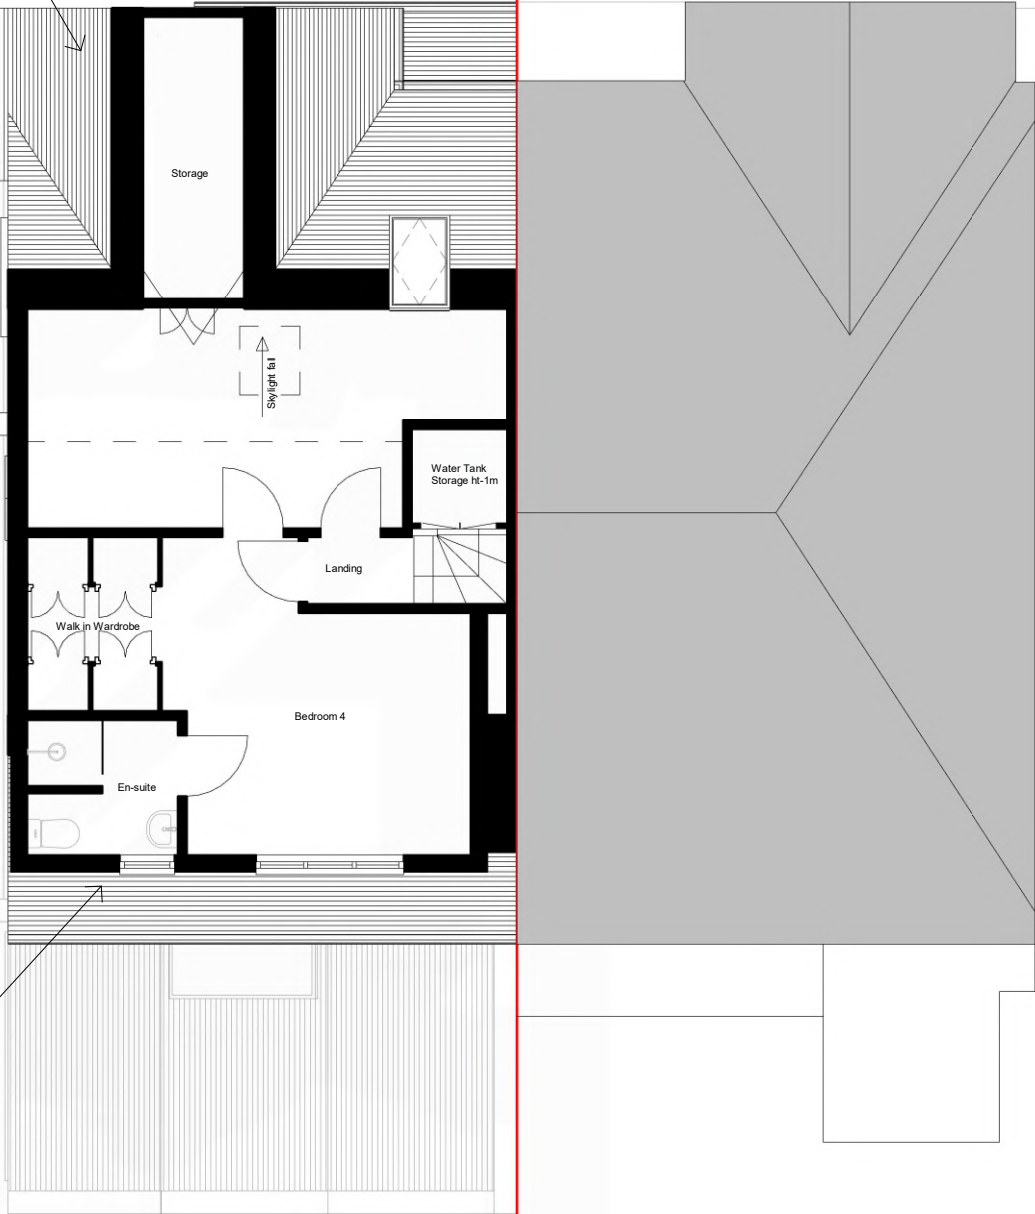 Storage
Skylight fall
Water Tank
Storage ht-1m
Landing
Walk in Wardrobe
Bedroom 4
En-suite